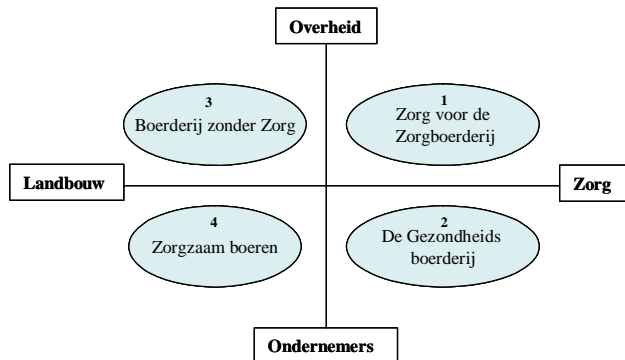 Overheid
3
Boerderij zonder Zorg
1
Zorg voor de
Zorgboerderij
Landbouw
Zorg
4
Zorgzaam boeren
2
De Gezondheids
boerderij
Ondernemers